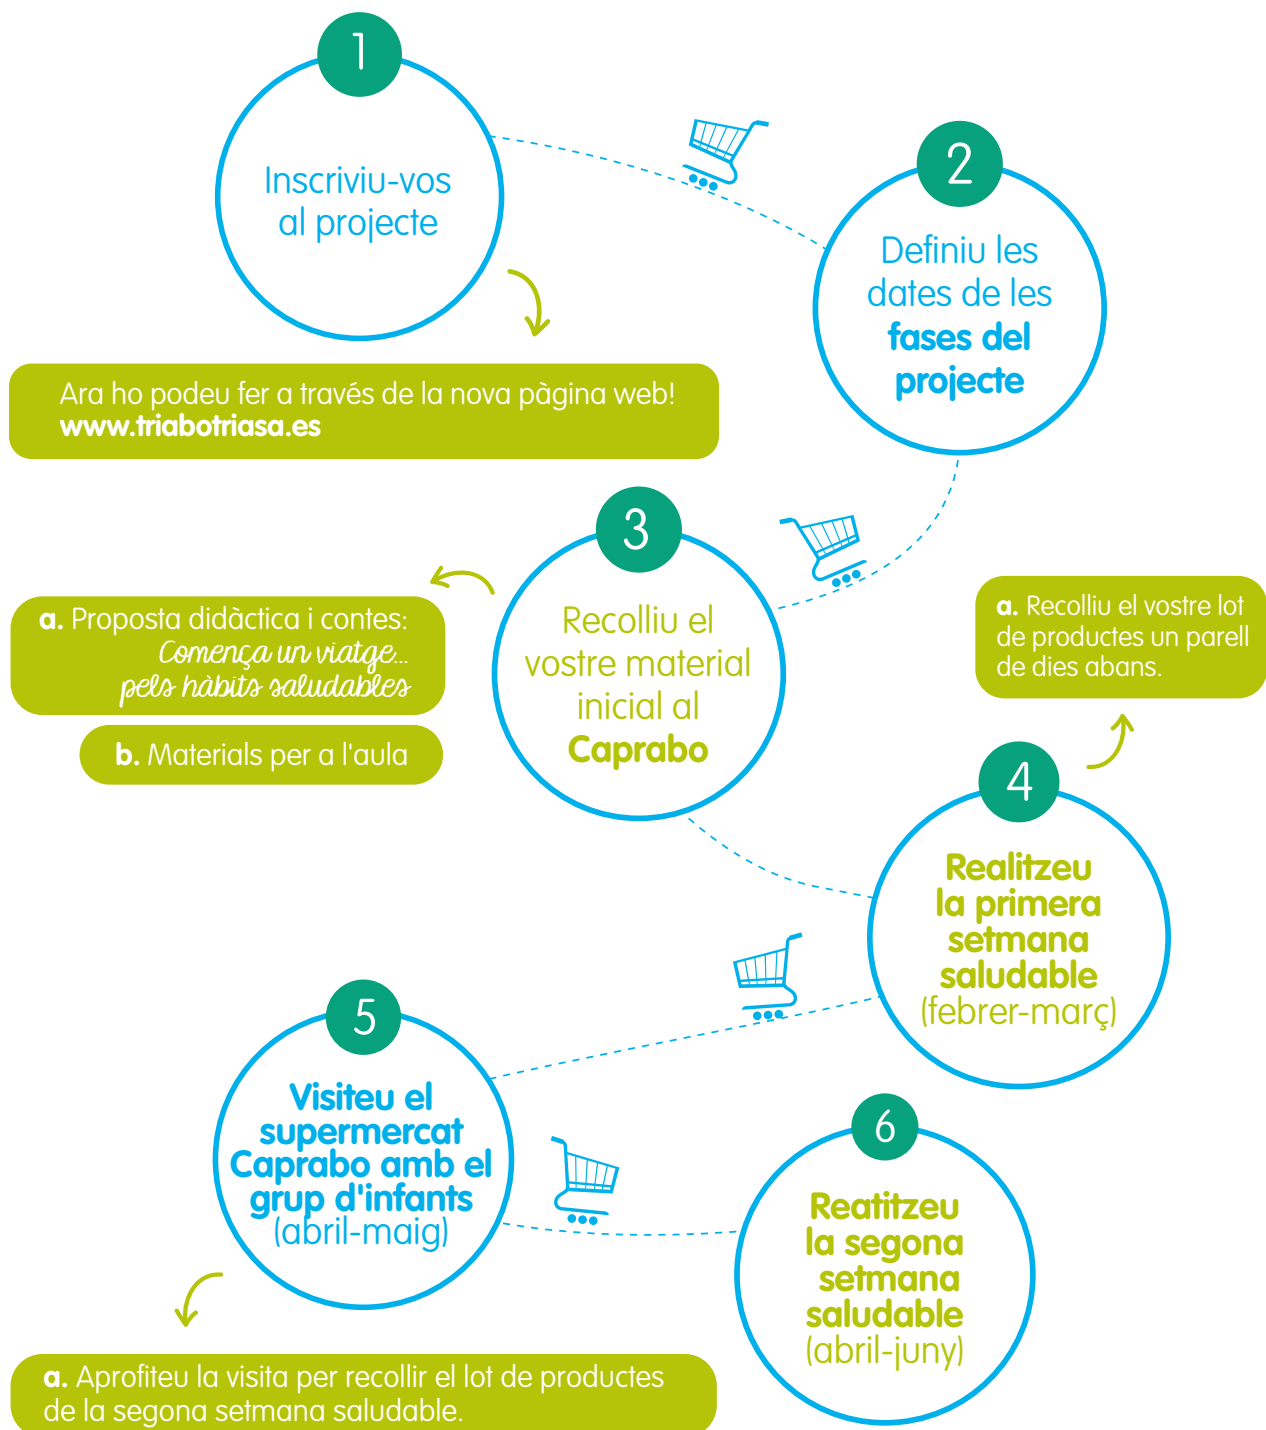 1
Inscriviu-vos
al projecte
Ara ho podeu fer a través de la nova pàgina web!
www.triabotriasa.es
2
Definiu les
dates de les
fases del
projecte
3
Recolliu el
vostre material
inicial al
Caprabo
a. Proposta didàctica i contes:
Comença un viatge...
pels hàbits saludables
b. Materials per a l'aula
4
Realitzeu
la primera
setmana
saludable
(febrer-març)
a. Recolliu el vostre lot
de productes un parell
de dies abans.
5
Visiteu el
supermercat
Caprabo amb el
grup d'infants
(abril-maig)
a. Aprofiteu la visita per recollir el lot de productes
de la segona setmana saludable.
6
Reatitzeu
la segona
setmana
saludable
(abril-juny)